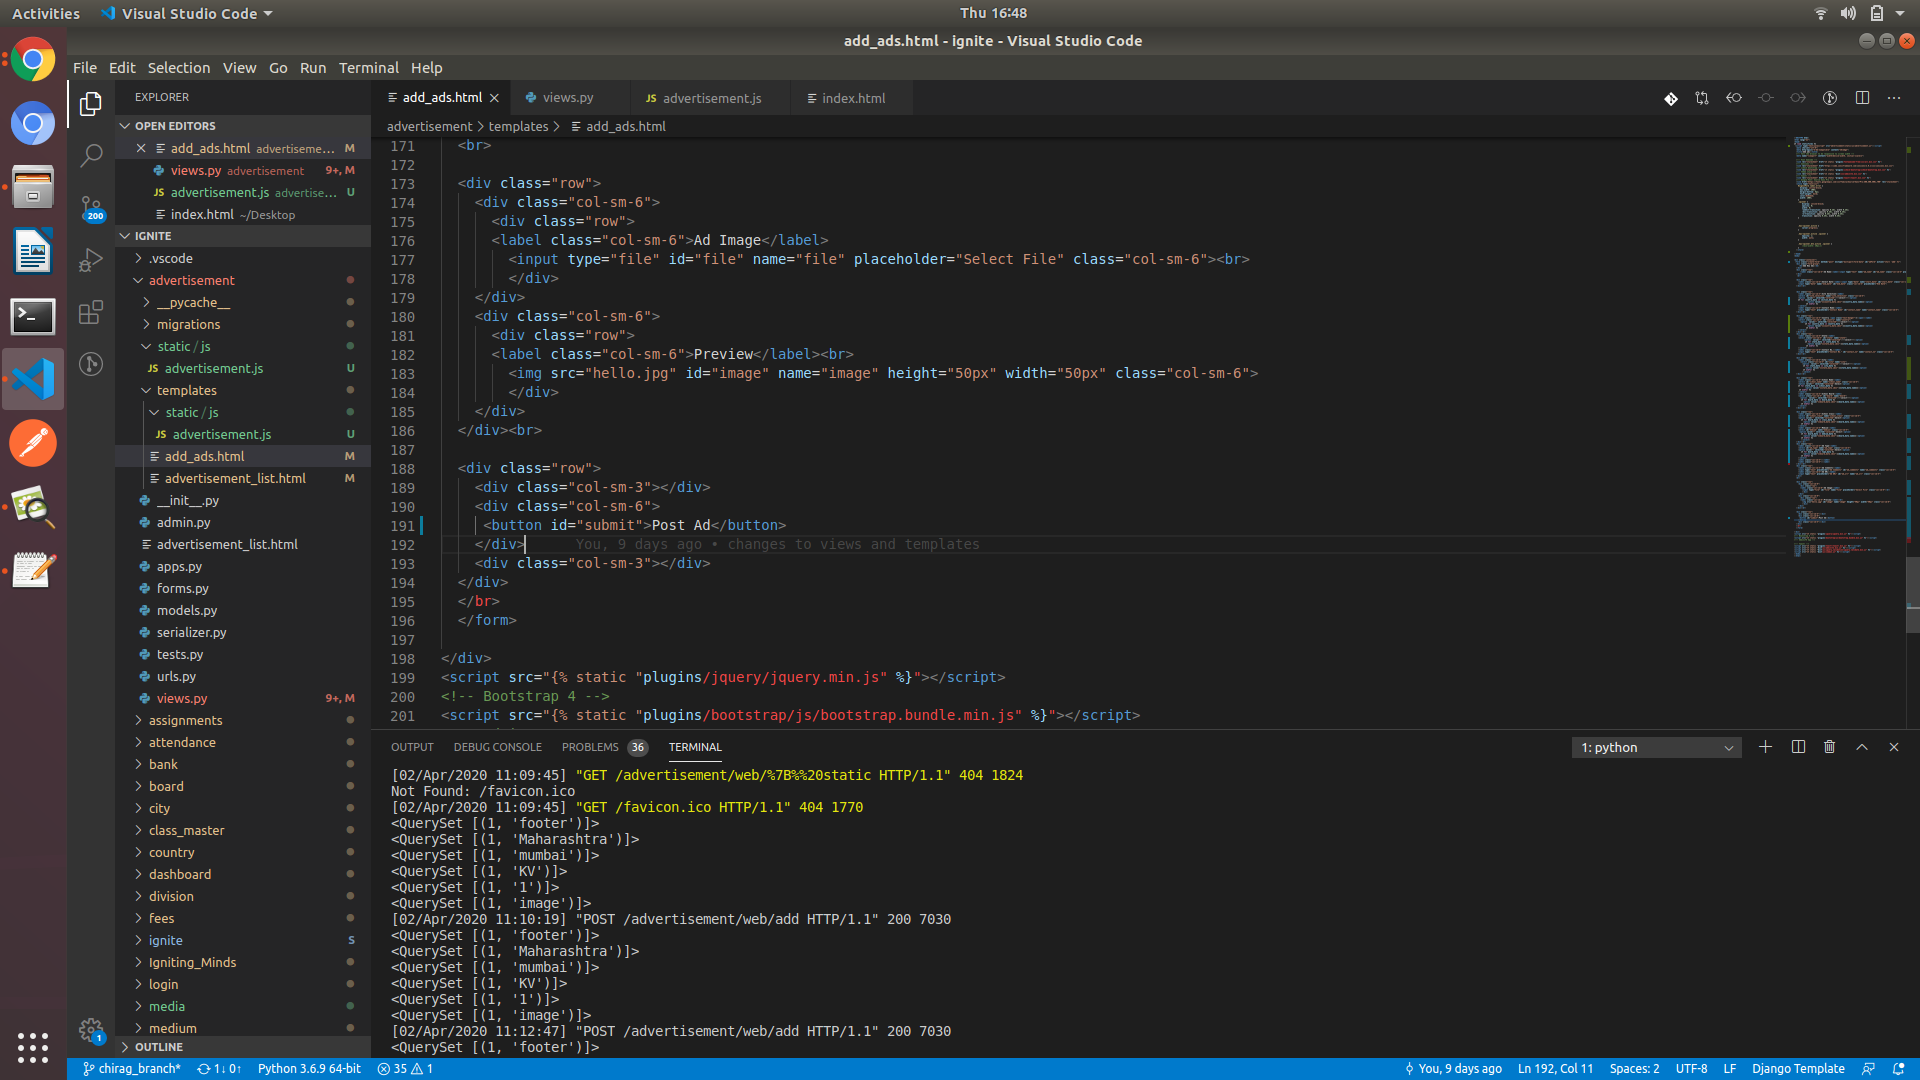 Activities
Visual Studio Code
Thu 16:48
add_ads.html - ignite - Visual Studio Code
File Edit Selection View Go Run Terminal Help
EXPLORER
OPEN EDITORS
add_ads.html advertiseme... M
views.py advertisement 9+, M
JS advertisement.js advertise... U
index.html ~/Desktop
IGNITE
.vscode
advertisement
__pycache__
migrations
static / js
JS advertisement.js U
templates
static / js
JS advertisement.js U
add_ads.html M
advertisement_list.html M
__init__.py
admin.py
advertisement_list.html
apps.py
forms.py
models.py
serializer.py
tests.py
urls.py
views.py 9+, M
assignments
attendance
bank
board
city
class_master
country
dashboard
division
fees
ignite S
Igniting_Minds
login
media
medium
OUTLINE
200
1
add_ads.html
views.py
JS advertisement.js
index.html
advertisement > templates > add_ads.html
171 <br>
172
173 <div class="row">
174 <div class="col-sm-6">
175 <div class="row">
176 <label class="col-sm-6">Ad Image</label>
177 <input type="file" id="file" name="file" placeholder="Select File" class="col-sm-6"><br>
178 </div>
179 </div>
180 <div class="col-sm-6">
181 <div class="row">
182 <label class="col-sm-6">Preview</label><br>
183 <img src="hello.jpg" id="image" name="image" height="50px" width="50px" class="col-sm-6">
184 </div>
185 </div>
186 </div><br>
187
188 <div class="row">
189 <div class="col-sm-3"></div>
190 <div class="col-sm-6">
191 <button id="submit">Post Ad</button>
192 </div> You, 9 days ago • changes to views and templates
193 <div class="col-sm-3"></div>
194 </div>
195 </br>
196 </form>
197
198 </div>
199 <script src="{% static "plugins/jquery/jquery.min.js" %}"></script>
200 <!-- Bootstrap 4 -->
201 <script src="{% static "plugins/bootstrap/js/bootstrap.bundle.min.js" %}"></script>
OUTPUT DEBUG CONSOLE PROBLEMS 36 TERMINAL
1: python
[02/Apr/2020 11:09:45] "GET /advertisement/web/%7B%%20static HTTP/1.1" 404 1824
Not Found: /favicon.ico
[02/Apr/2020 11:09:45] "GET /favicon.ico HTTP/1.1" 404 1770
<QuerySet [(1, 'footer')]>
<QuerySet [(1, 'Maharashtra')]>
<QuerySet [(1, 'mumbai')]>
<QuerySet [(1, 'KV')]>
<QuerySet [(1, '1')]>
<QuerySet [(1, 'image')]>
[02/Apr/2020 11:10:19] "POST /advertisement/web/add HTTP/1.1" 200 7030
<QuerySet [(1, 'footer')]>
<QuerySet [(1, 'Maharashtra')]>
<QuerySet [(1, 'mumbai')]>
<QuerySet [(1, 'KV')]>
<QuerySet [(1, '1')]>
<QuerySet [(1, 'image')]>
[02/Apr/2020 11:12:47] "POST /advertisement/web/add HTTP/1.1" 200 7030
<QuerySet [(1, 'footer')]>
chirag_branch* 1↓ 0↑ Python 3.6.9 64-bit 35 1
You, 9 days ago Ln 192, Col 11 Spaces: 2 UTF-8 LF Django Template